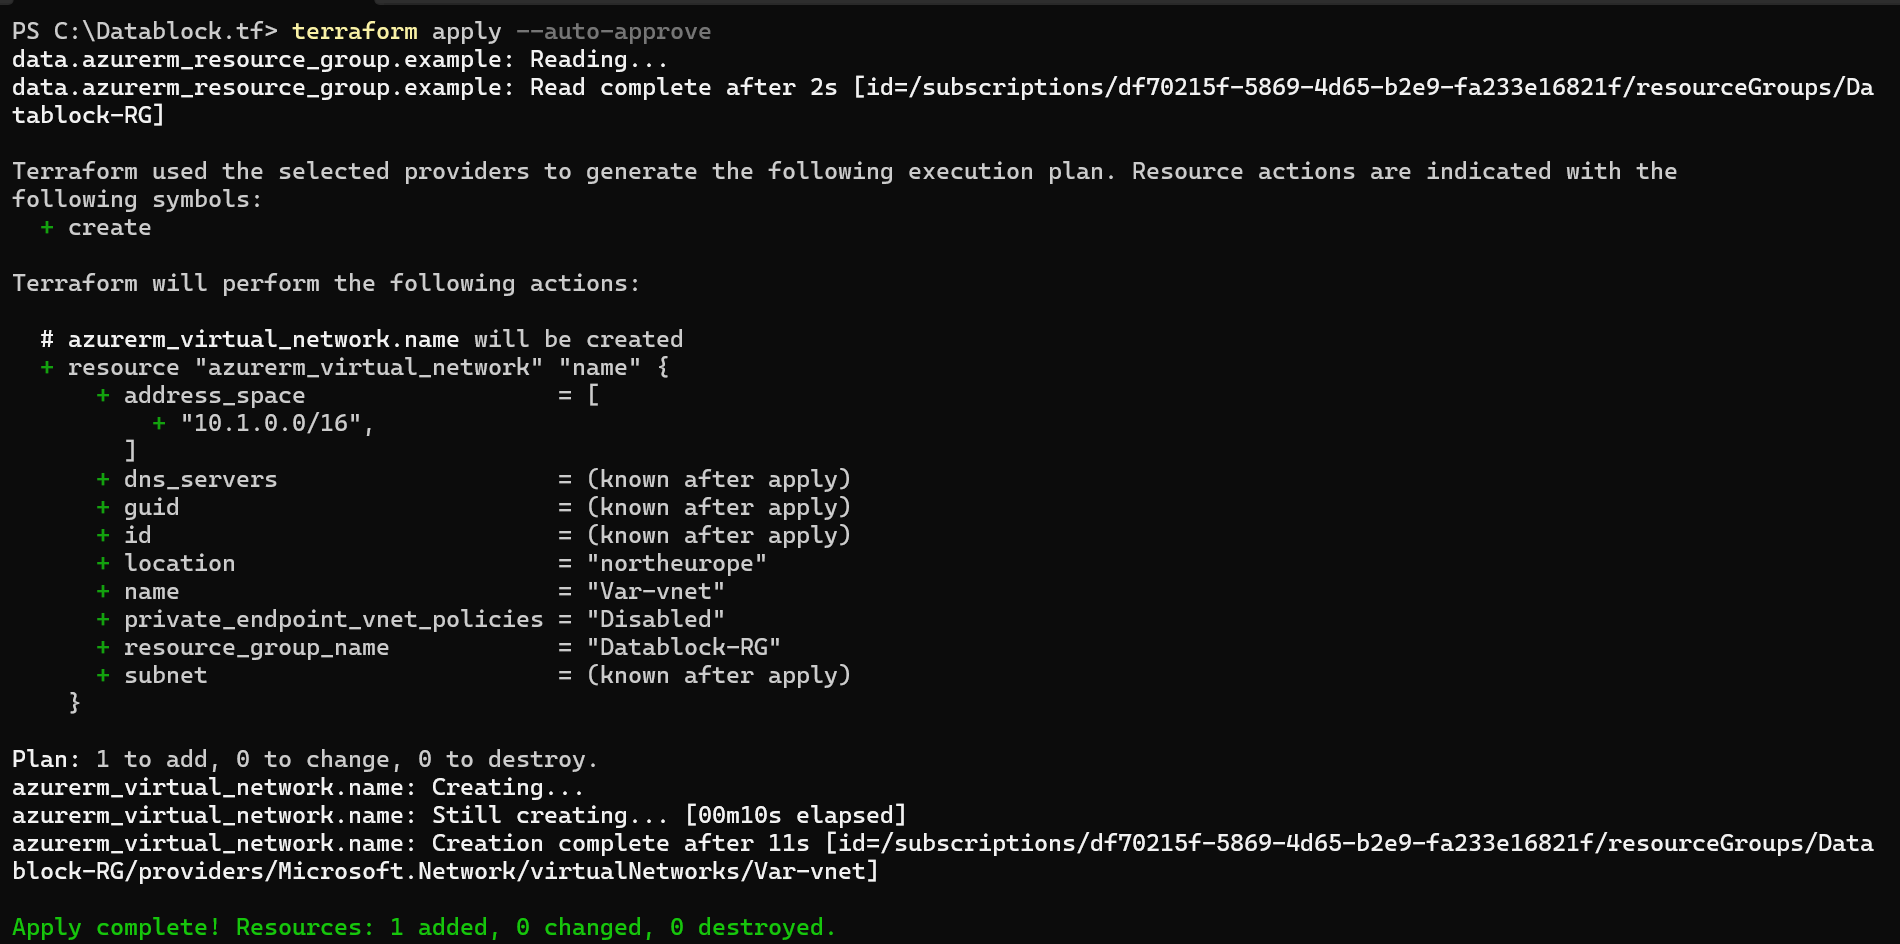 PS C:\Datablock.tf> terraform apply --auto-approve
data.azurerm_resource_group.example: Reading...
data.azurerm_resource_group.example: Read complete after 2s [id=/subscriptions/df70215f-5869-4d65-b2e9-fa233e16821f/resourceGroups/Da
tablock-RG]
Terraform used the selected providers to generate the following execution plan. Resource actions are indicated with the
following symbols:
+ create
Terraform will perform the following actions:
# azurerm_virtual_network.name will be created
+ resource "azurerm_virtual_network" "name" {
+ address_space = [
+ "10.1.0.0/16",
]
+ dns_servers = (known after apply)
+ guid = (known after apply)
+ id = (known after apply)
+ location = "northeurope"
+ name = "Var-vnet"
+ private_endpoint_vnet_policies = "Disabled"
+ resource_group_name = "Datablock-RG"
+ subnet = (known after apply)
}
Plan: 1 to add, 0 to change, 0 to destroy.
azurerm_virtual_network.name: Creating...
azurerm_virtual_network.name: Still creating... [00m10s elapsed]
azurerm_virtual_network.name: Creation complete after 11s [id=/subscriptions/df70215f-5869-4d65-b2e9-fa233e16821f/resourceGroups/Data
block-RG/providers/Microsoft.Network/virtualNetworks/Var-vnet]
Apply complete! Resources: 1 added, 0 changed, 0 destroyed.